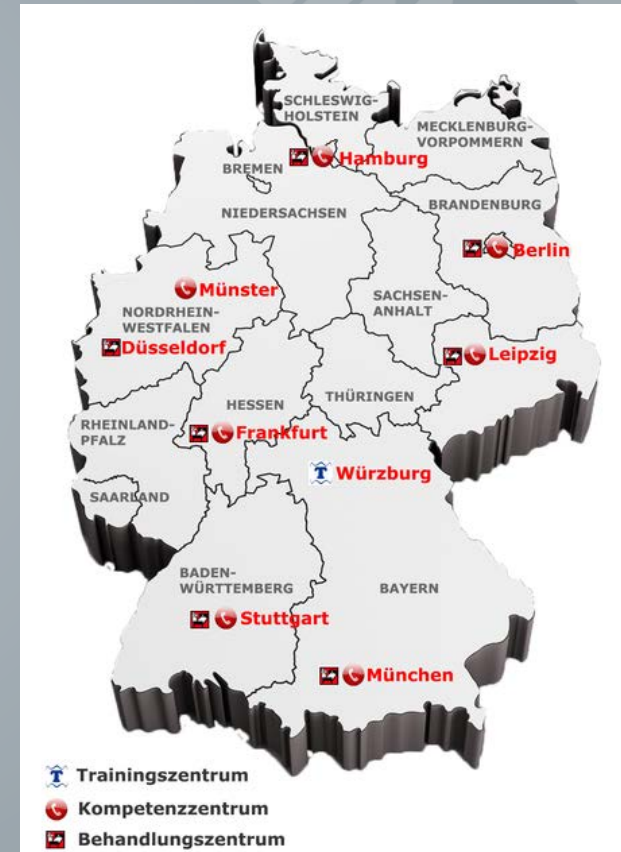 SCHLESWIG-
HOLSTEIN
MECKLENBURG-
VORPOMMERN
Hamburg
BREMEN
NIEDERSACHSEN
BRANDENBURG
Berlin
Münster
SACHSEN-
ANHALT
NORDRHEIN-
WESTFALEN
Düsseldorf
Leipzig
THÜRINGEN
HESSEN
RHEINLAND-
PFALZ
Frankfurt
T Würzburg
SAARLAND
BADEN-
WÜRTTEMBERG
BAYERN
Stuttgart
München
T Trainingszentrum
Kompetenzzentrum
Behandlungszentrum